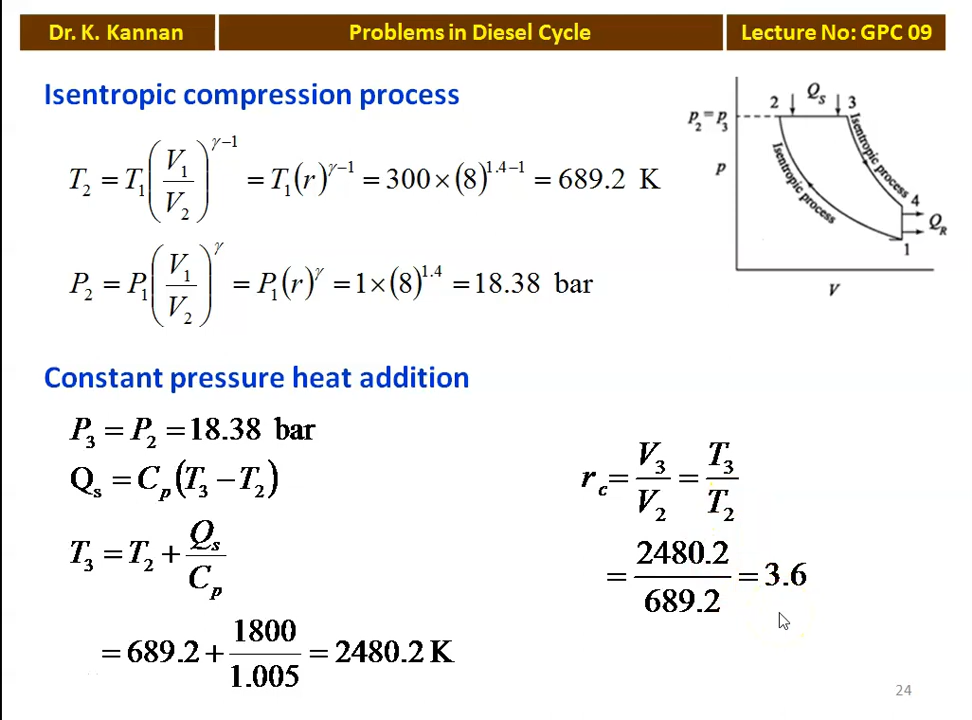 Dr. K. Kannan Problems in Diesel Cycle Lecture No: GPC 09
Isentropic compression process
T₂ = T₁(V₁/V₂)^(γ−1) = T₁(r)^(γ−1) = 300×(8)^(1.4−1) = 689.2 K
P₂ = P₁(V₁/V₂)^γ = P₁(r)^γ = 1×(8)^1.4 = 18.38 bar
2 Qs 3
P₂=P₃
P
Isentropic process
Isentropic process
4
QR
1
V
Constant pressure heat addition
P₃ = P₂ = 18.38 bar
Qs = Cp(T₃ − T₂)
T₃ = T₂ + Qs/Cp
= 689.2 + 1800/1.005 = 2480.2 K
rc = V₃/V₂ = T₃/T₂
= 2480.2/689.2 = 3.6
24